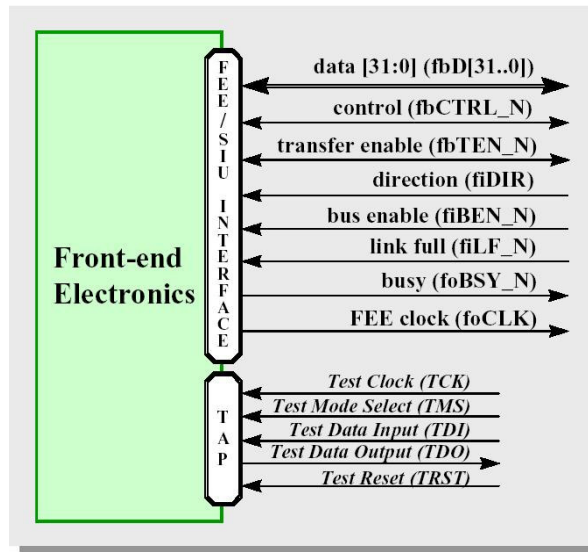 data [31:0] (fbD[31..0])
control (fbCTRL_N)
transfer enable (fbTEN_N)
direction (fiDIR)
bus enable (fiBEN_N)
link full (fiLF_N)
busy (foBSY_N)
FEE clock (foCLK)
FEE/SIU INTERFACE
Front-end
Electronics
Test Clock (TCK)
Test Mode Select (TMS)
Test Data Input (TDI)
Test Data Output (TDO)
Test Reset (TRST)
TAP